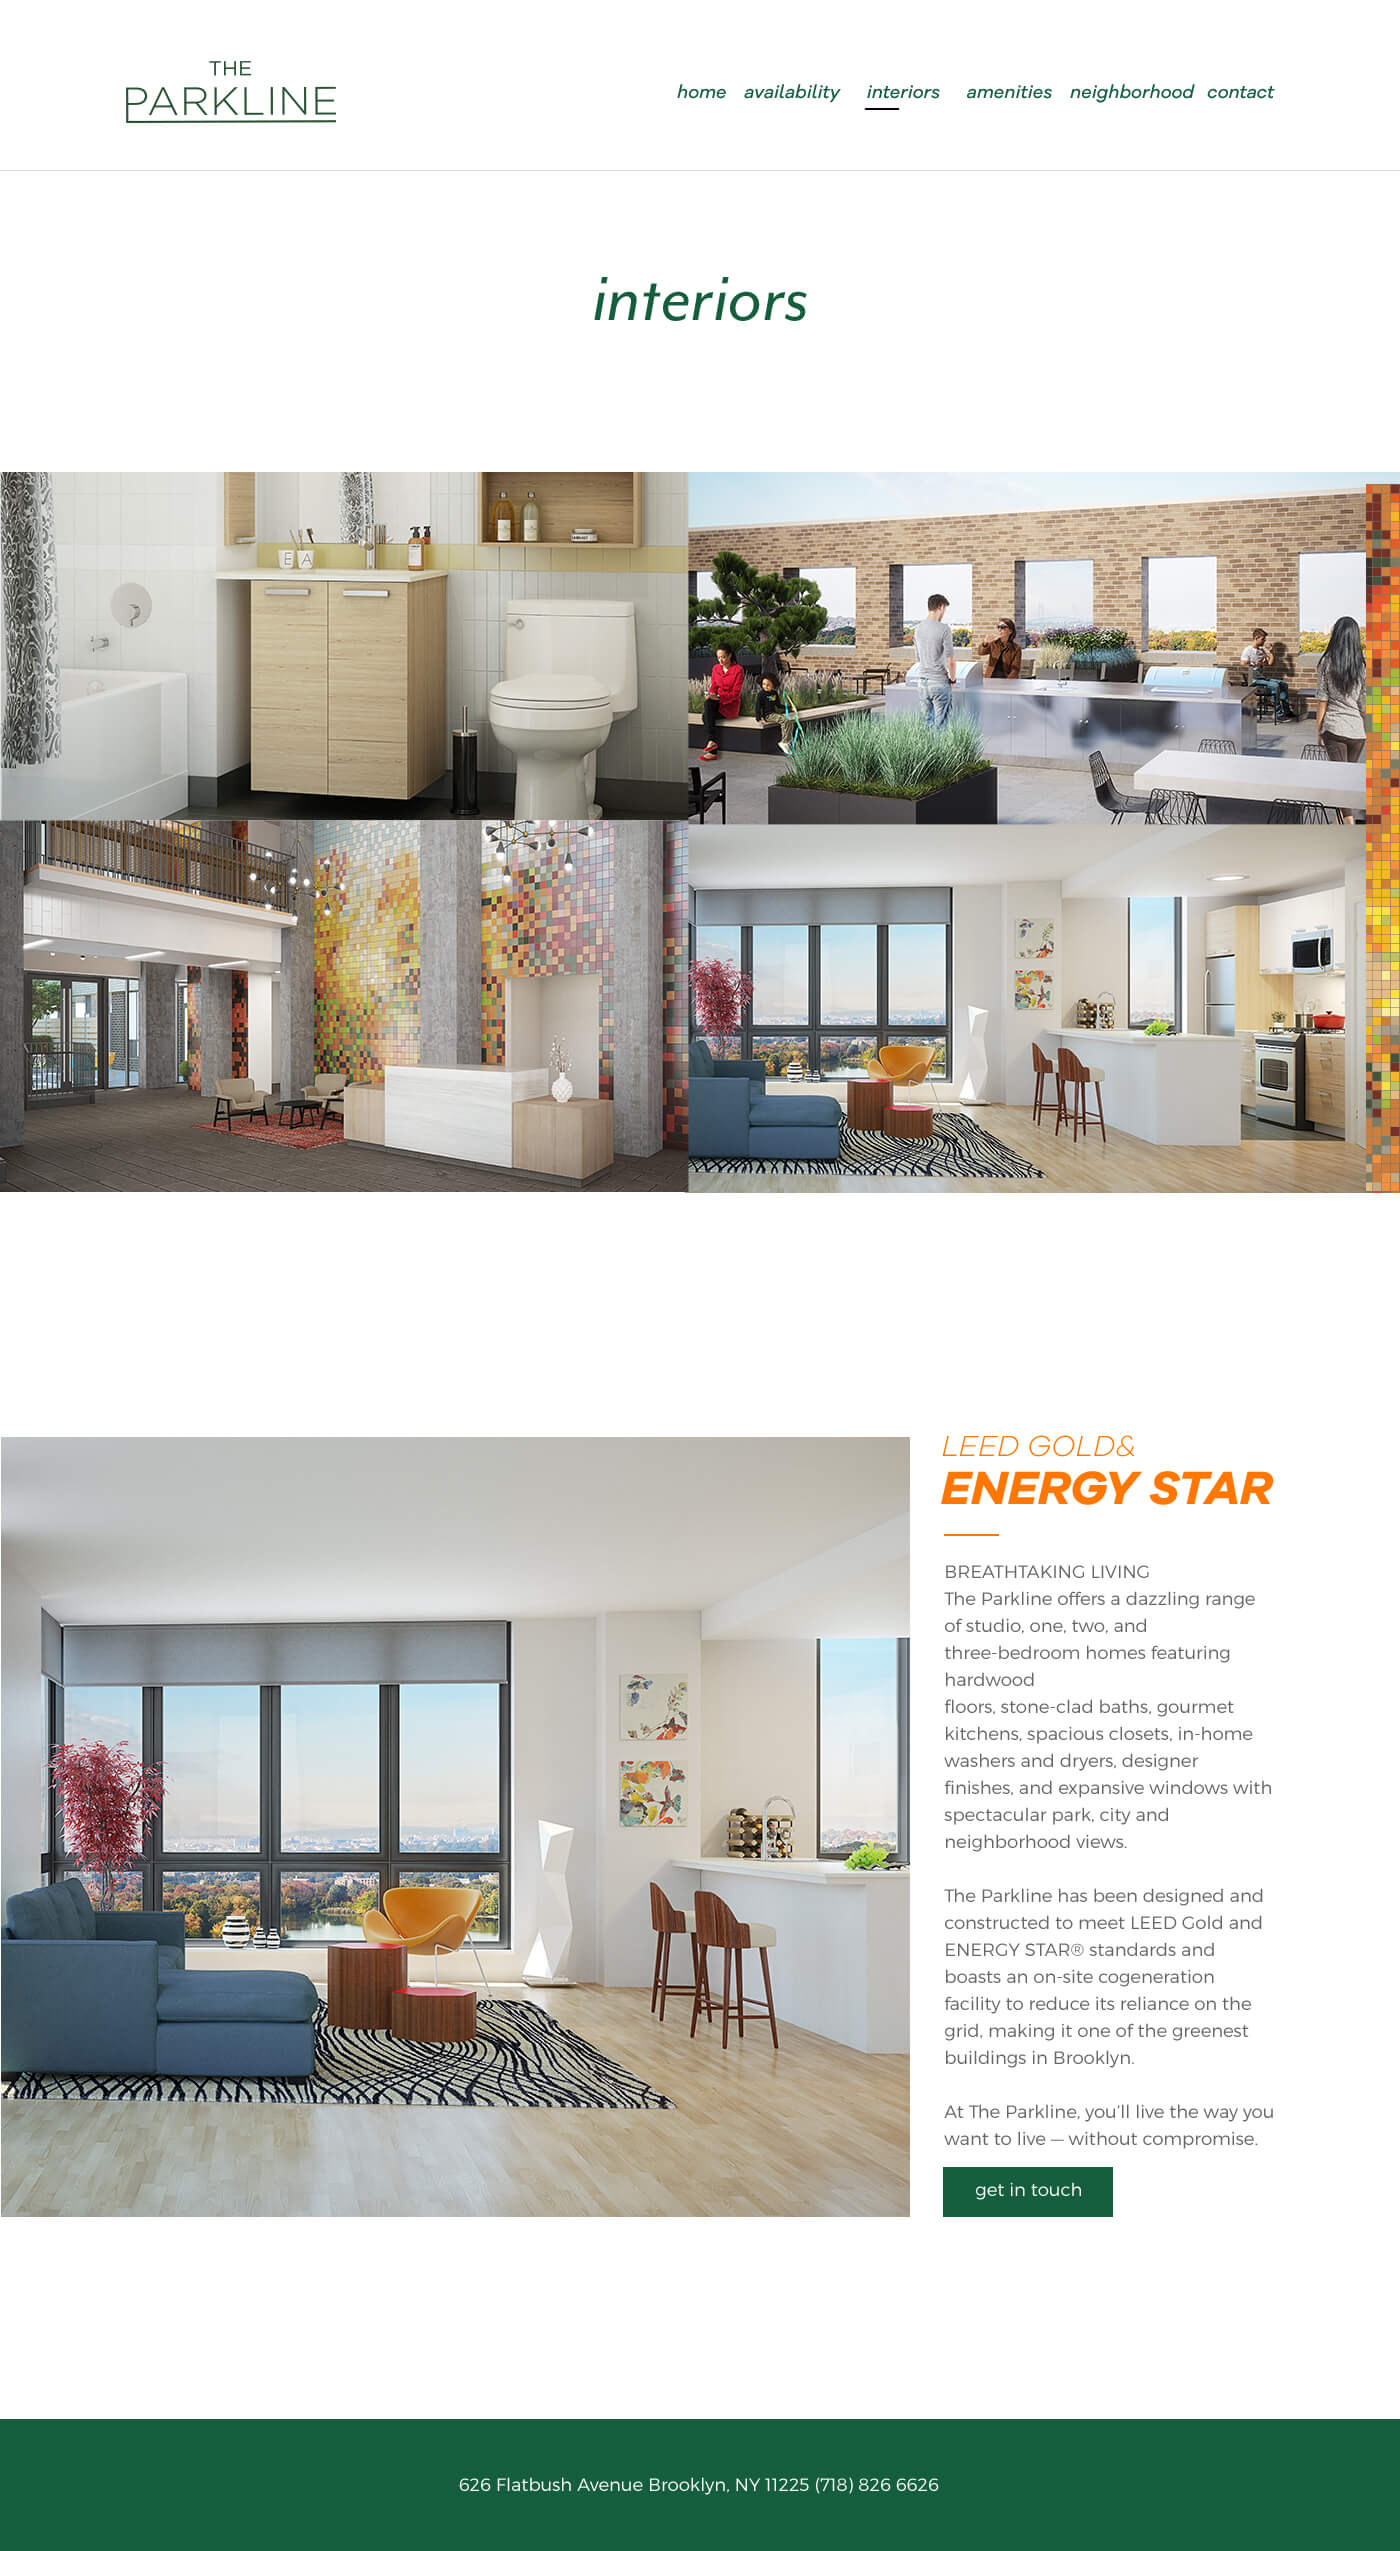 THE
PARKLINE
home availability interiors amenities neighborhood contact
interiors
E A
LEED GOLD&
ENERGY STAR
BREATHTAKING LIVING
The Parkline offers a dazzling range
of studio, one, two, and
three-bedroom homes featuring
hardwood
floors, stone-clad baths, gourmet
kitchens, spacious closets, in-home
washers and dryers, designer
finishes, and expansive windows with
spectacular park, city and
neighborhood views.
The Parkline has been designed and
constructed to meet LEED Gold and
ENERGY STAR® standards and
boasts an on-site cogeneration
facility to reduce its reliance on the
grid, making it one of the greenest
buildings in Brooklyn.
At The Parkline, you'll live the way you
want to live — without compromise.
get in touch
626 Flatbush Avenue Brooklyn, NY 11225 (718) 826 6626